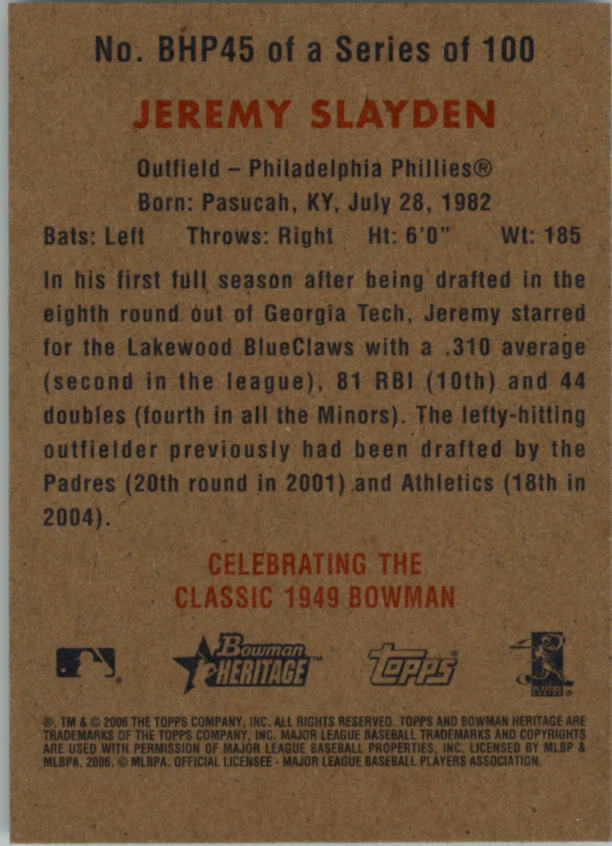 No. BHP45 of a Series of 100
JEREMY SLAYDEN
Outfield – Philadelphia Phillies®
Born: Pasucah, KY, July 28, 1982
Bats: Left Throws: Right Ht: 6'0" Wt: 185
In his first full season after being drafted in the
eighth round out of Georgia Tech, Jeremy starred
for the Lakewood BlueClaws with a .310 average
(second in the league), 81 RBI (10th) and 44
doubles (fourth in all the Minors). The lefty-hitting
outfielder previously had been drafted by the
Padres (20th round in 2001) and Athletics (18th in
2004).
CELEBRATING THE
CLASSIC 1949 BOWMAN
Bowman
HERITAGE™
Topps®
PLAYERS
CHOICE
®, TM & © 2006 THE TOPPS COMPANY, INC. ALL RIGHTS RESERVED. TOPPS AND BOWMAN HERITAGE ARE
TRADEMARKS OF THE TOPPS COMPANY, INC. MAJOR LEAGUE BASEBALL TRADEMARKS AND COPYRIGHTS
ARE USED WITH PERMISSION OF MAJOR LEAGUE BASEBALL PROPERTIES, INC. LICENSED BY MLBP &
MLBPA, 2006. © MLBPA. OFFICIAL LICENSEE - MAJOR LEAGUE BASEBALL PLAYERS ASSOCIATION.